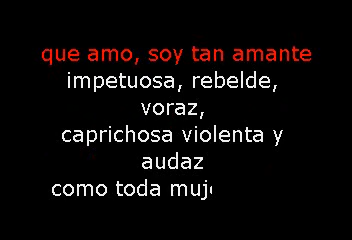 que amo, soy tan amante
impetuosa, rebelde,
voraz,
caprichosa violenta y
audaz
como toda